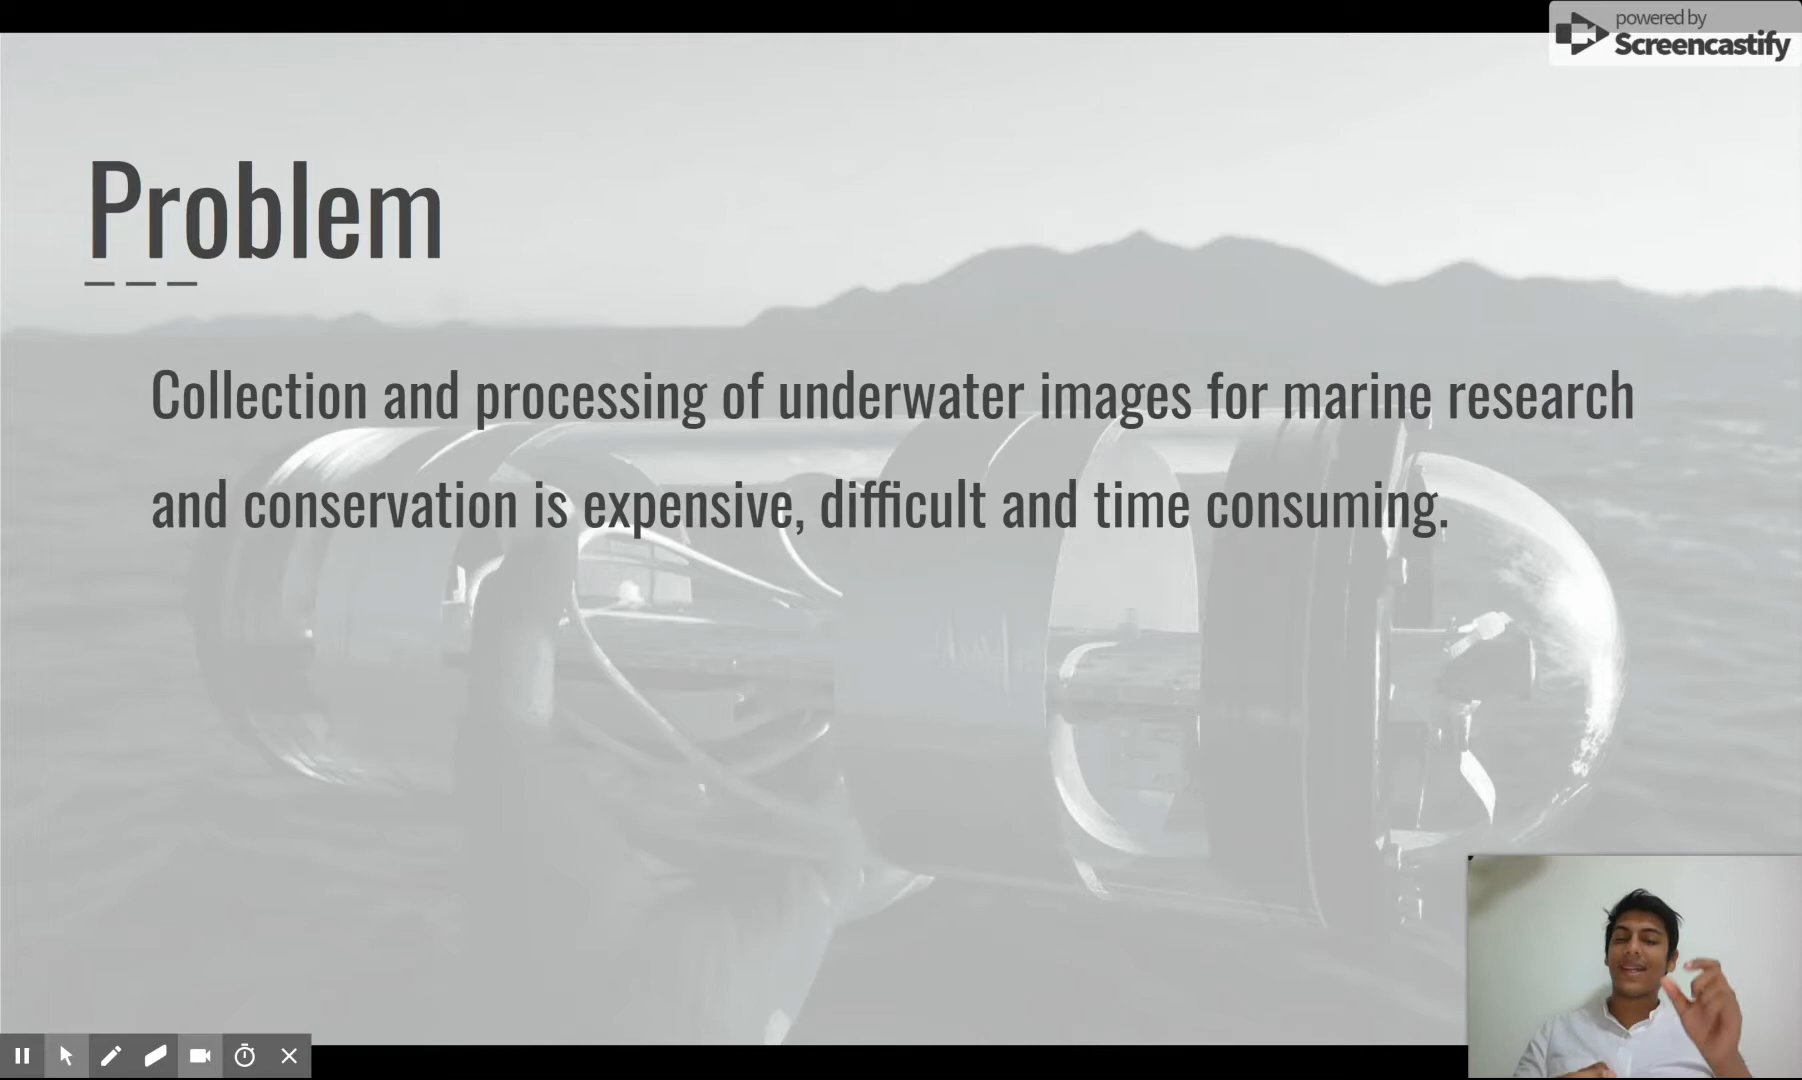 powered by
Screencastify
Problem
Collection and processing of underwater images for marine research
and conservation is expensive, difficult and time consuming.